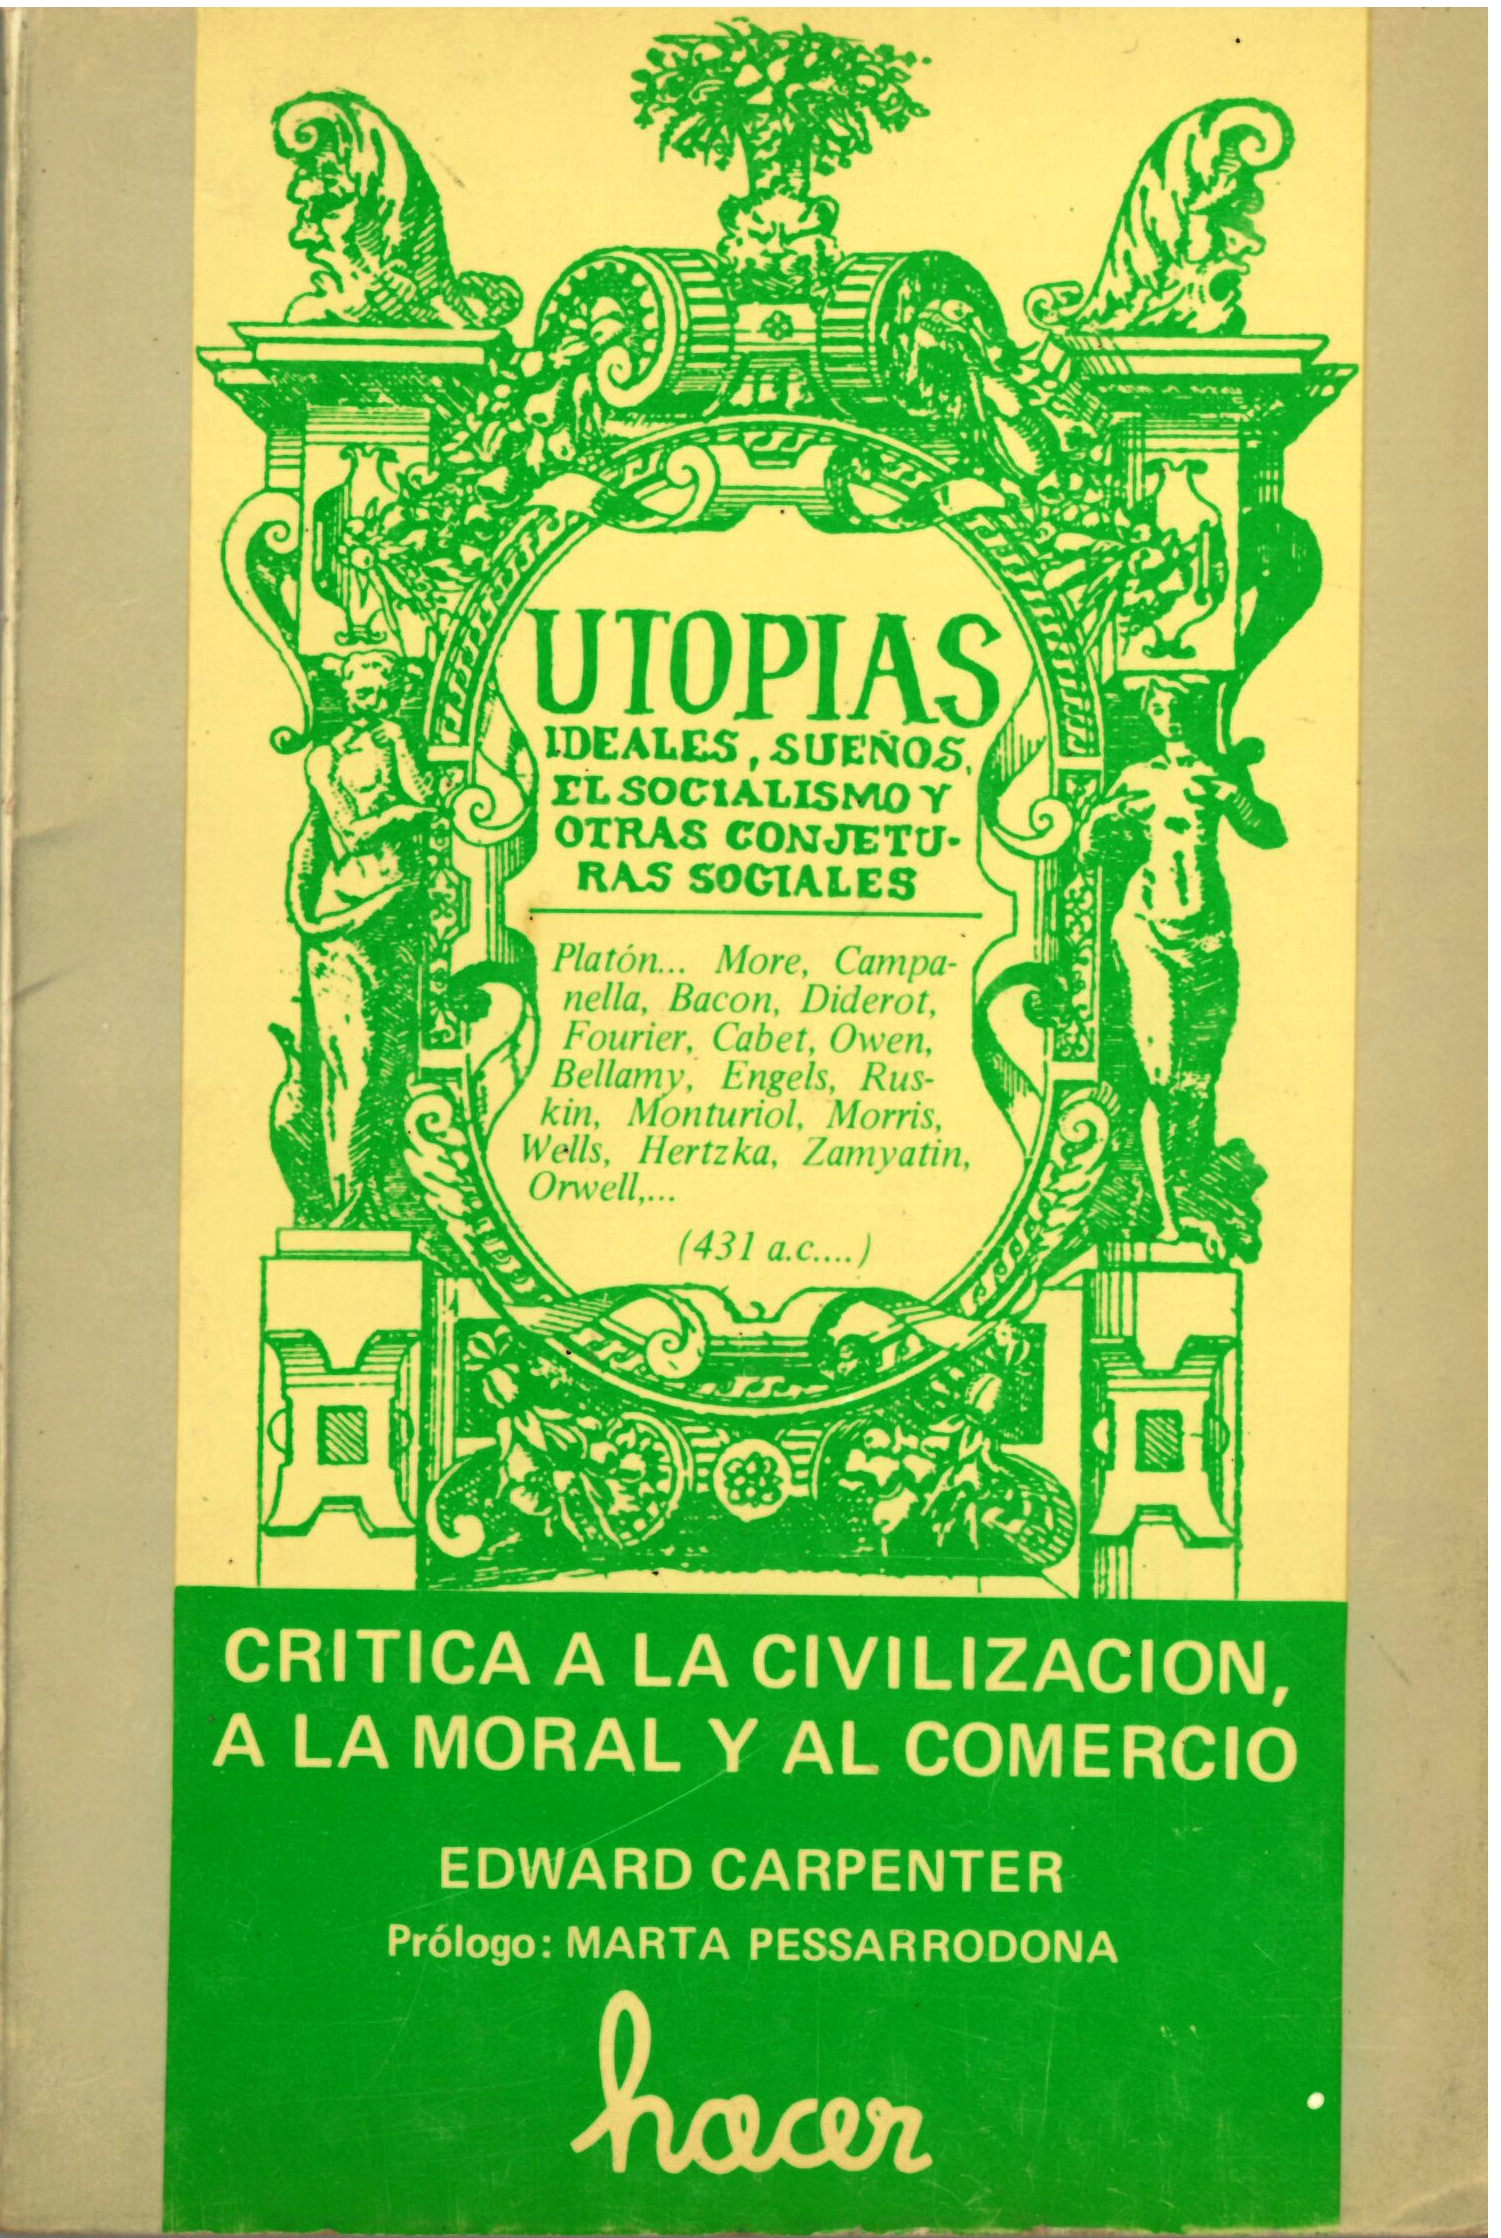 UTOPIAS
IDEALES, SUEÑOS,
EL SOCIALISMO Y
OTRAS CONJETU-
RAS SOCIALES
Platón... More, Campa-
nella, Bacon, Diderot,
Fourier, Cabet, Owen,
Bellamy, Engels, Rus-
kin, Monturiol, Morris,
Wells, Hertzka, Zamyatin,
Orwell,...
(431 a.c....)
CRITICA A LA CIVILIZACION,
A LA MORAL Y AL COMERCIO
EDWARD CARPENTER
Prólogo: MARTA PESSARRODONA
hacer